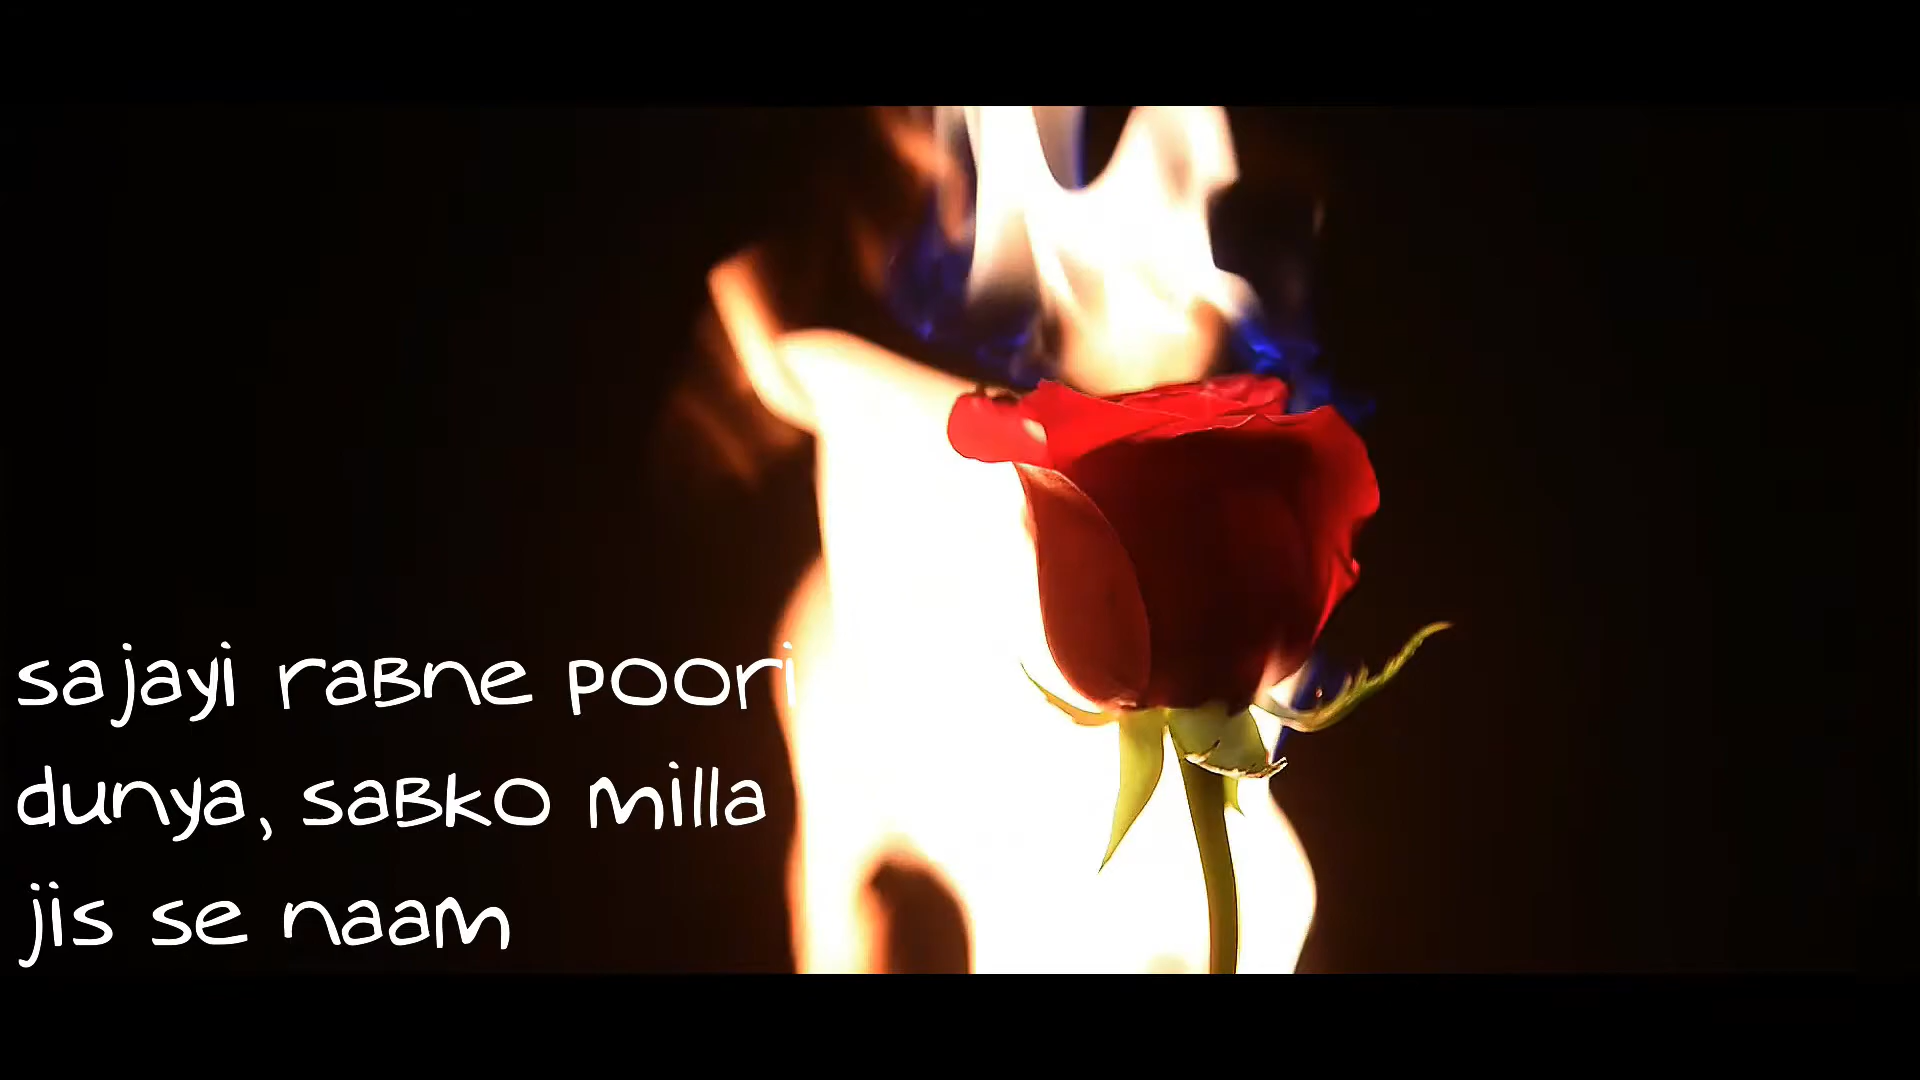 sajayi rabne poori
dunya, sabko milla
jis se naam